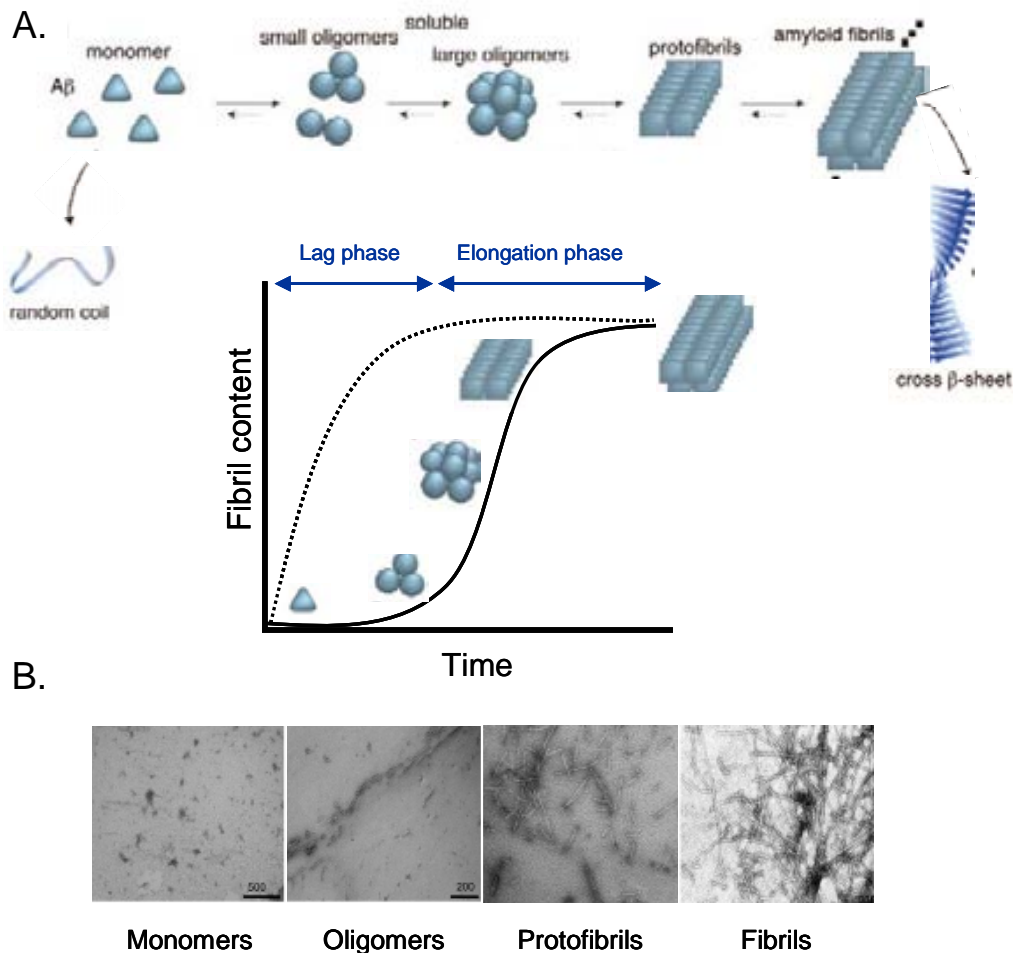 A.
monomer
Aβ
small oligomers
soluble
large oligomers
protofibrils
amyloid fibrils
random coil
cross β-sheet
Lag phase
Elongation phase
Fibril content
Time
B.
500
200
Monomers
Oligomers
Protofibrils
Fibrils